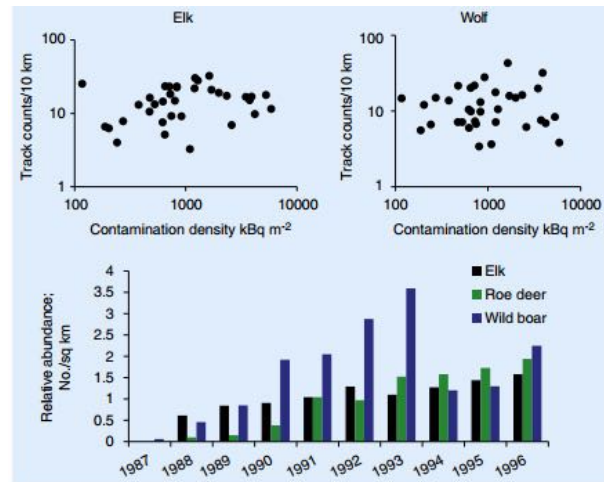 Elk
Wolf
100
10
1
Track counts/10 km
100 1000 10000
Contamination density kBq m-2
100
10
1
Track counts/10 km
100 1000 10000
Contamination density kBq m-2
4
3.5
3
2.5
2
1.5
1
0.5
0
Relative abundance;
No./sq km
Elk
Roe deer
Wild boar
1987 1988 1989 1990 1991 1992 1993 1994 1995 1996